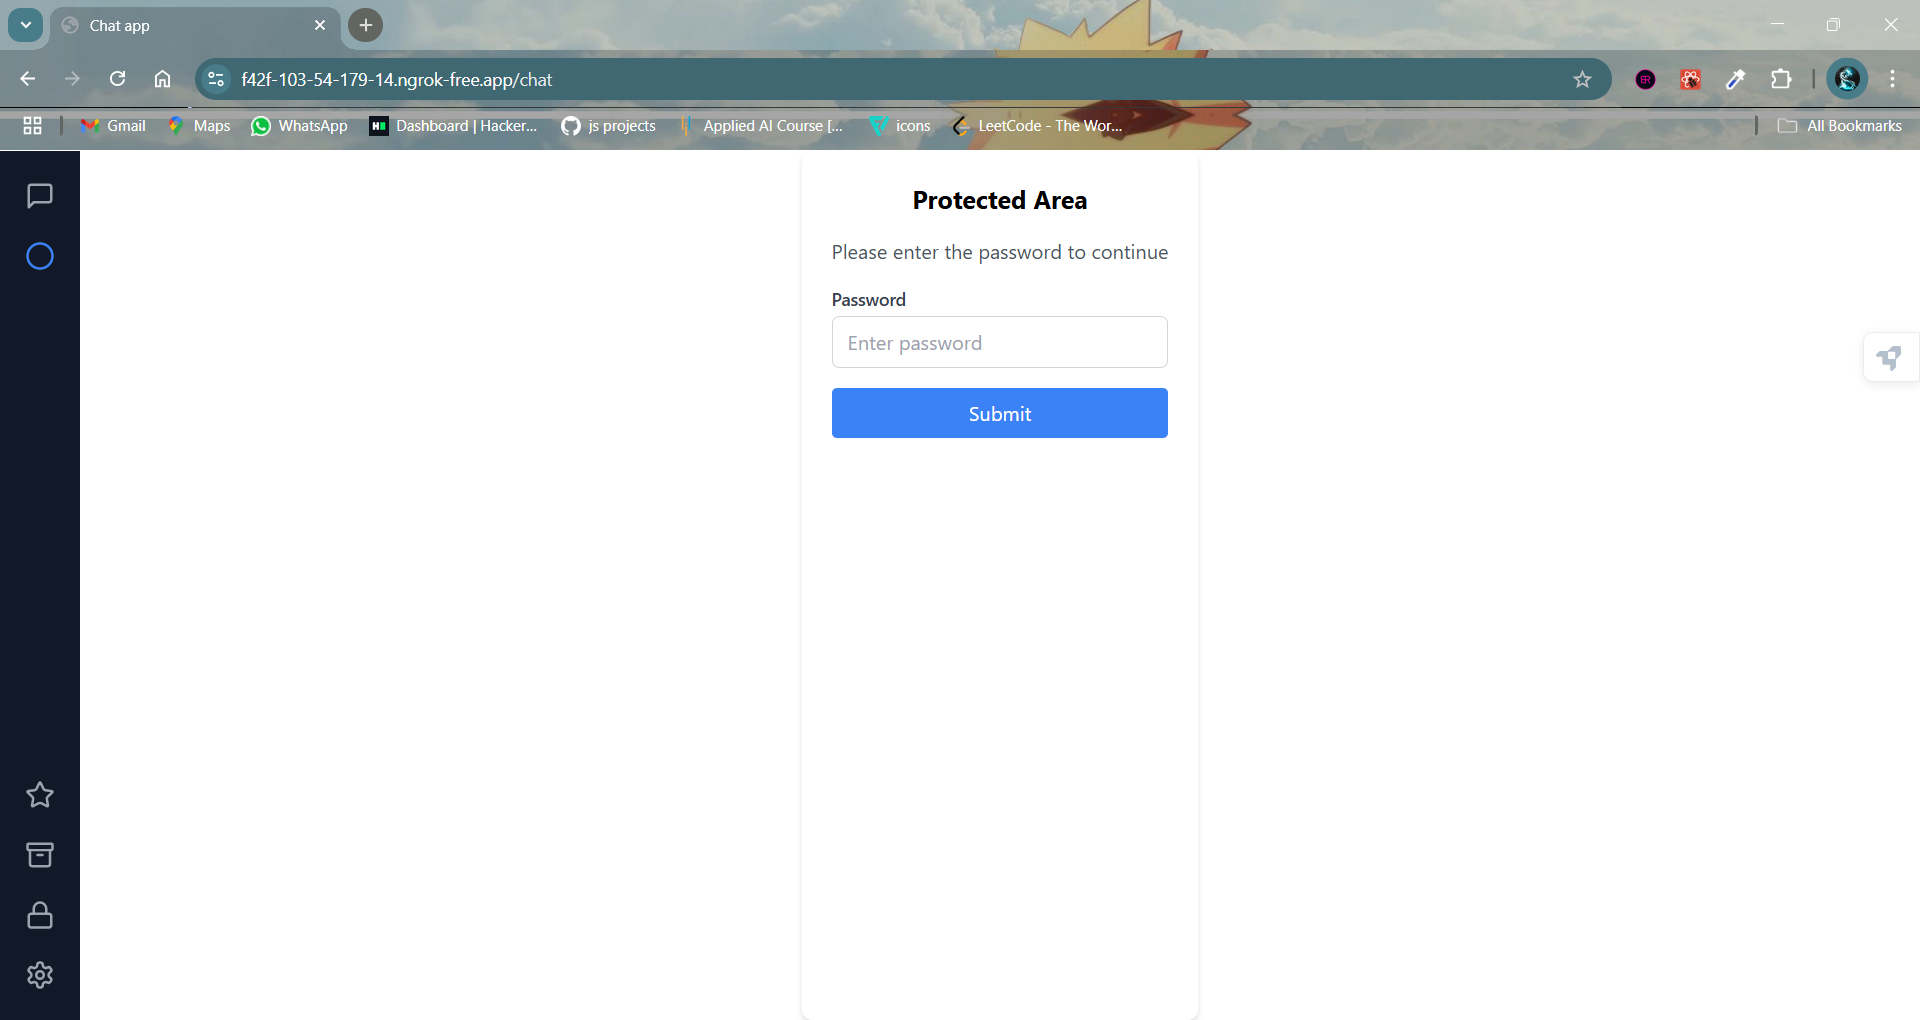 Chat app
f42f-103-54-179-14.ngrok-free.app/chat
Gmail Maps WhatsApp Dashboard | Hacker... js projects Applied AI Course [... icons LeetCode - The Wor... All Bookmarks
Protected Area
Please enter the password to continue
Password
Enter password
Submit